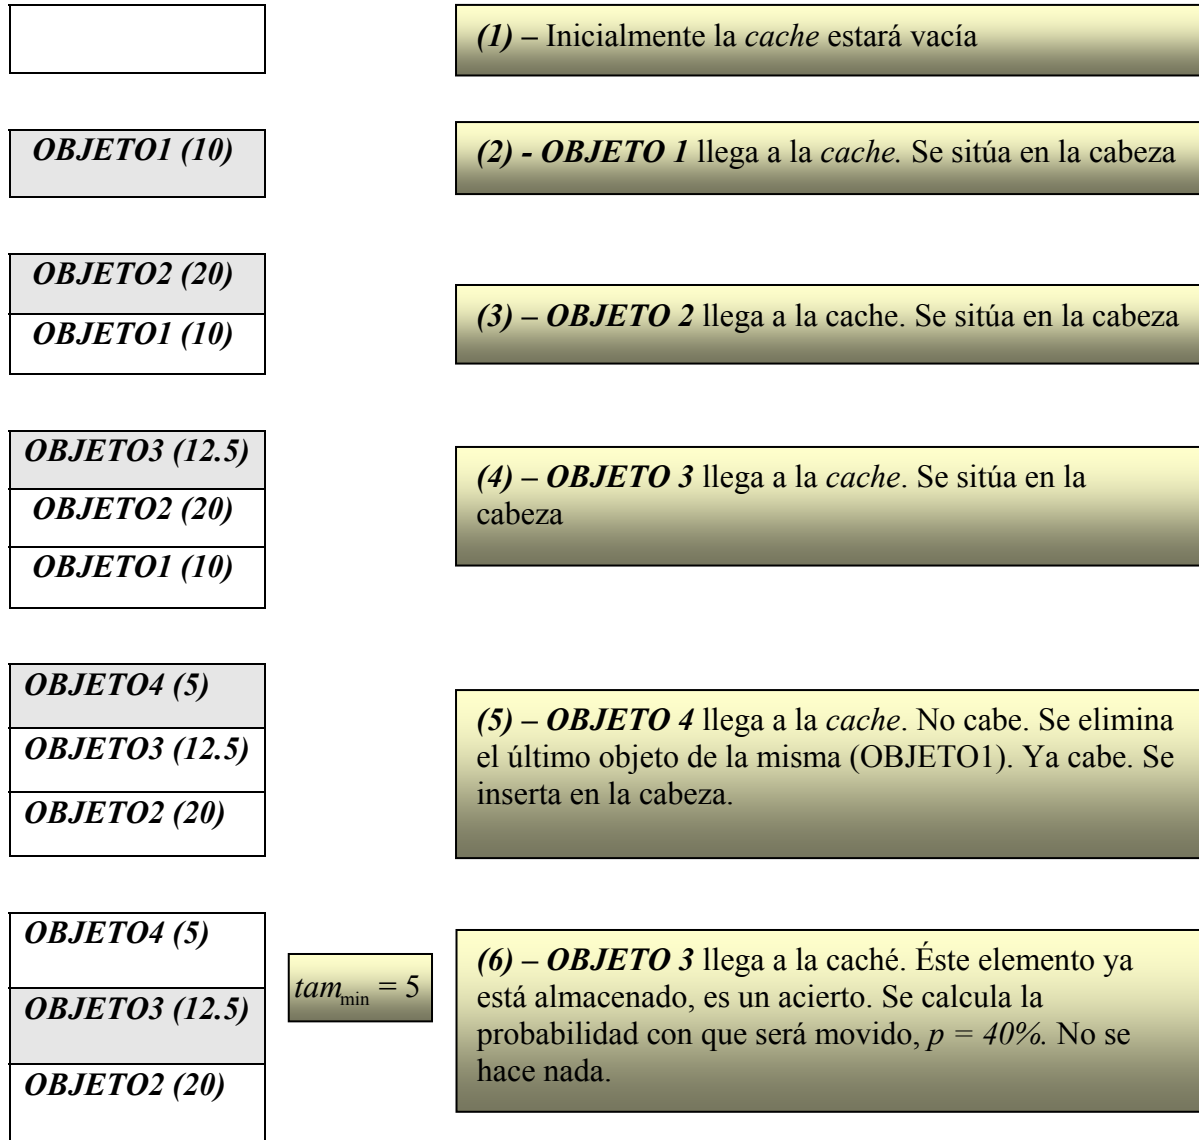 (1) – Inicialmente la cache estará vacía
OBJETO1 (10)
(2) - OBJETO 1 llega a la cache. Se sitúa en la cabeza
OBJETO2 (20)
OBJETO1 (10)
(3) – OBJETO 2 llega a la cache. Se sitúa en la cabeza
OBJETO3 (12.5)
OBJETO2 (20)
OBJETO1 (10)
(4) – OBJETO 3 llega a la cache. Se sitúa en la
cabeza
OBJETO4 (5)
OBJETO3 (12.5)
OBJETO2 (20)
(5) – OBJETO 4 llega a la cache. No cabe. Se elimina
el último objeto de la misma (OBJETO1). Ya cabe. Se
inserta en la cabeza.
OBJETO4 (5)
OBJETO3 (12.5)
OBJETO2 (20)
tam_min = 5
(6) – OBJETO 3 llega a la caché. Éste elemento ya
está almacenado, es un acierto. Se calcula la
probabilidad con que será movido, p = 40%. No se
hace nada.